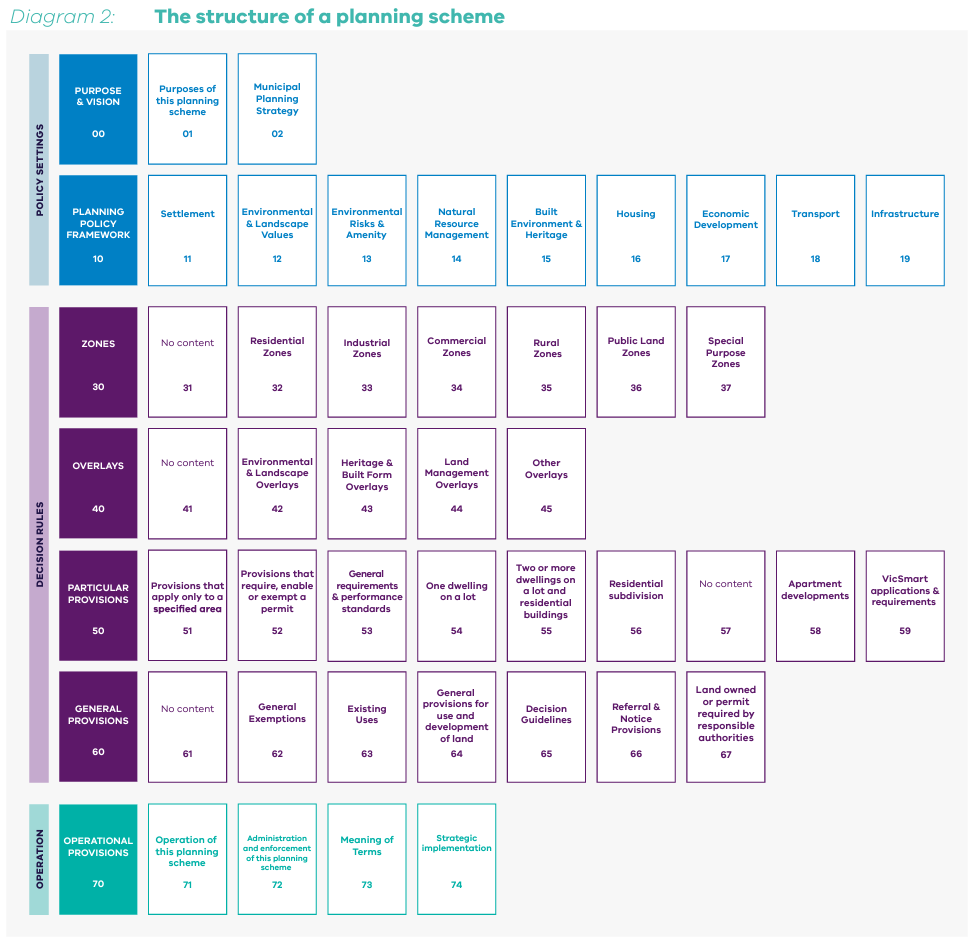 Diagram 2: The structure of a planning scheme
POLICY SETTINGS
PURPOSE
& VISION
00
Purposes of
this planning
scheme
01
Municipal
Planning
Strategy
02
PLANNING
POLICY
FRAMEWORK
10
Settlement
11
Environmental
& Landscape
Values
12
Environmental
Risks &
Amenity
13
Natural
Resource
Management
14
Built
Environment &
Heritage
15
Housing
16
Economic
Development
17
Transport
18
Infrastructure
19
DECISION RULES
ZONES
30
No content
31
Residential
Zones
32
Industrial
Zones
33
Commercial
Zones
34
Rural
Zones
35
Public Land
Zones
36
Special
Purpose
Zones
37
OVERLAYS
40
No content
41
Environmental
& Landscape
Overlays
42
Heritage &
Built Form
Overlays
43
Land
Management
Overlays
44
Other
Overlays
45
PARTICULAR
PROVISIONS
50
Provisions that
apply only to a
specified area
51
Provisions that
require, enable
or exempt a
permit
52
General
requirements
& performance
standards
53
One dwelling
on a lot
54
Two or more
dwellings on
a lot and
residential
buildings
55
Residential
subdivision
56
No content
57
Apartment
developments
58
VicSmart
applications &
requirements
59
GENERAL
PROVISIONS
60
No content
61
General
Exemptions
62
Existing
Uses
63
General
provisions for
use and
development
of land
64
Decision
Guidelines
65
Referral &
Notice
Provisions
66
Land owned
or permit
required by
responsible
authorities
67
OPERATION
OPERATIONAL
PROVISIONS
70
Operation of
this planning
scheme
71
Administration
and enforcement
of this planning
scheme
72
Meaning of
Terms
73
Strategic
implementation
74